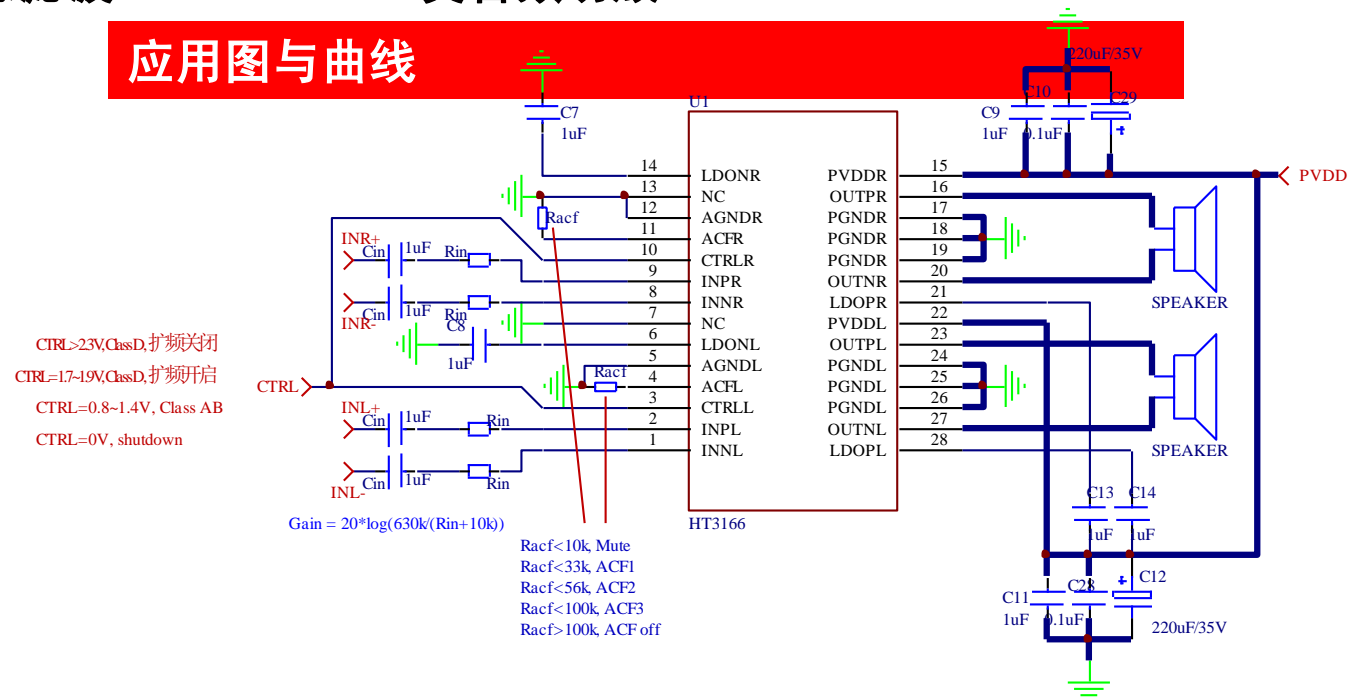 应用图与曲线
220uF/35V
C10
C29
C9
1uF
0.1uF
C7
1uF
U1
PVDD
14
LDONR
PVDDR
15
13
NC
OUTPR
16
12
AGNDR
PGNDR
17
11
ACFR
PGNDR
18
10
CTRLR
PGNDR
19
9
INPR
OUTNR
20
8
INNR
LDOPR
21
7
NC
PVDDL
22
6
LDONL
OUTPL
23
5
AGNDL
PGNDL
24
4
ACFL
PGNDL
25
3
CTRLL
PGNDL
26
2
INPL
OUTNL
27
1
INNL
LDOPL
28
HT3166
Racf
INR+
Cin
1uF
Rin
INR-
Cin
1uF
Rin
C8
1uF
Racf
SPEAKER
SPEAKER
CTRL>2.3V,ClassD,扩频关闭
CTRL=1.7~1.9V,ClassD,扩频开启
CTRL=0.8~1.4V, Class AB
CTRL=0V, shutdown
CTRL
INL+
Cin
1uF
Rin
INL-
Cin
1uF
Rin
Gain = 20*log(630k/(Rin+10k))
Racf<10k, Mute
Racf<33k, ACF1
Racf<56k, ACF2
Racf<100k, ACF3
Racf>100k, ACF off
C13
C14
1uF
1uF
C11
1uF
C28
0.1uF
C12
220uF/35V